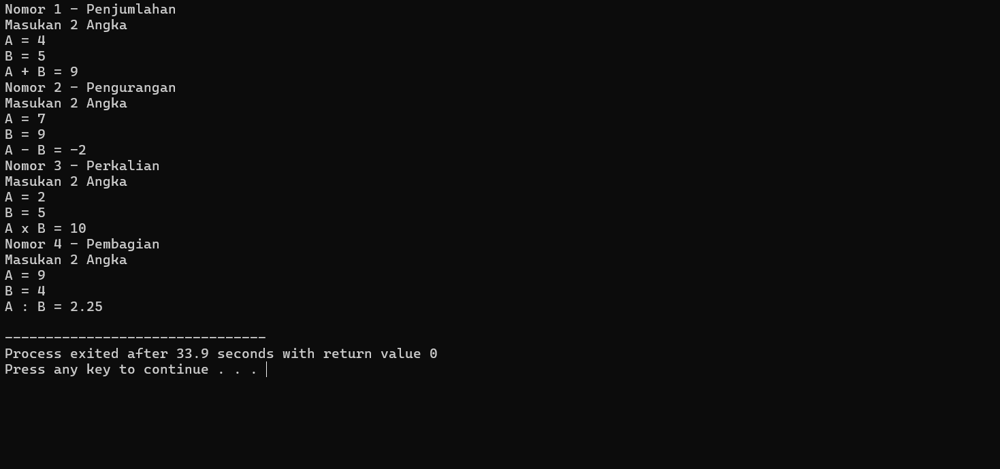 Nomor 1 - Penjumlahan
Masukan 2 Angka
A = 4
B = 5
A + B = 9
Nomor 2 - Pengurangan
Masukan 2 Angka
A = 7
B = 9
A - B = -2
Nomor 3 - Perkalian
Masukan 2 Angka
A = 2
B = 5
A x B = 10
Nomor 4 - Pembagian
Masukan 2 Angka
A = 9
B = 4
A : B = 2.25
--------------------------------
Process exited after 33.9 seconds with return value 0
Press any key to continue . . .